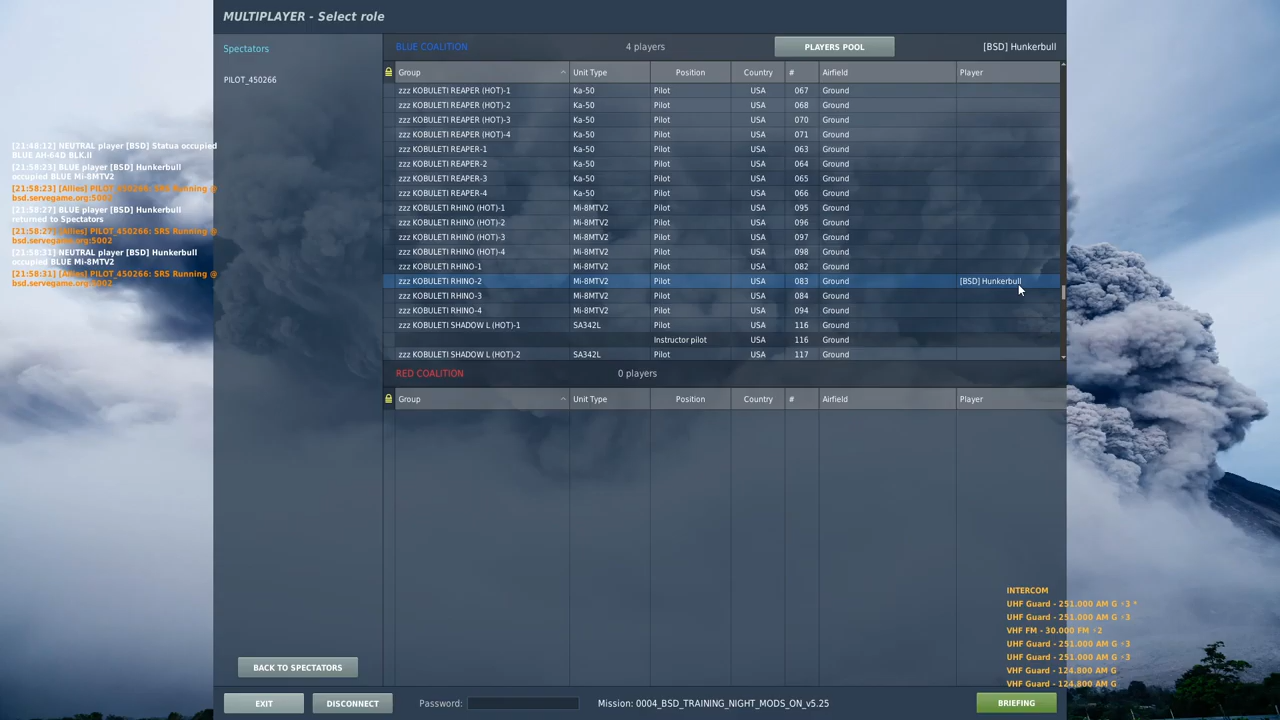 MULTIPLAYER - Select role
Spectators
PILOT_450266
BLUE COALITION 4 players PLAYERS POOL [BSD] Hunkerbull
Group Unit Type Position Country # Airfield Player
zzz KOBULETI REAPER (HOT)-1 Ka-50 Pilot USA 067 Ground
zzz KOBULETI REAPER (HOT)-2 Ka-50 Pilot USA 068 Ground
zzz KOBULETI REAPER (HOT)-3 Ka-50 Pilot USA 070 Ground
zzz KOBULETI REAPER (HOT)-4 Ka-50 Pilot USA 071 Ground
zzz KOBULETI REAPER-1 Ka-50 Pilot USA 063 Ground
zzz KOBULETI REAPER-2 Ka-50 Pilot USA 064 Ground
zzz KOBULETI REAPER-3 Ka-50 Pilot USA 065 Ground
zzz KOBULETI REAPER-4 Ka-50 Pilot USA 066 Ground
zzz KOBULETI RHINO (HOT)-1 Mi-8MTV2 Pilot USA 095 Ground
zzz KOBULETI RHINO (HOT)-2 Mi-8MTV2 Pilot USA 096 Ground
zzz KOBULETI RHINO (HOT)-3 Mi-8MTV2 Pilot USA 097 Ground
zzz KOBULETI RHINO (HOT)-4 Mi-8MTV2 Pilot USA 098 Ground
zzz KOBULETI RHINO-1 Mi-8MTV2 Pilot USA 082 Ground
zzz KOBULETI RHINO-2 Mi-8MTV2 Pilot USA 083 Ground [BSD] Hunkerbull
zzz KOBULETI RHINO-3 Mi-8MTV2 Pilot USA 084 Ground
zzz KOBULETI RHINO-4 Mi-8MTV2 Pilot USA 094 Ground
zzz KOBULETI SHADOW L (HOT)-1 SA342L Pilot USA 116 Ground
Instructor pilot USA 116 Ground
zzz KOBULETI SHADOW L (HOT)-2 SA342L Pilot USA 117 Ground
RED COALITION 0 players
Group Unit Type Position Country # Airfield Player
[21:48:12] NEUTRAL player [BSD] Statua occupied
BLUE AH-64D BLK.II
[21:58:23] BLUE player [BSD] Hunkerbull
occupied BLUE Mi-8MTV2
[21:58:23] [Allies] PILOT_450266: SRS Running @
bsd.servegame.org:5002
[21:58:27] BLUE player [BSD] Hunkerbull
returned to Spectators
[21:58:27] [Allies] PILOT_450266: SRS Running @
bsd.servegame.org:5002
[21:58:31] NEUTRAL player [BSD] Hunkerbull
occupied BLUE Mi-8MTV2
[21:58:31] [Allies] PILOT_450266: SRS Running @
bsd.servegame.org:5002
INTERCOM
UHF Guard - 251.000 AM G ⚡3 *
UHF Guard - 251.000 AM G ⚡3
VHF FM - 30.000 FM ⚡2
UHF Guard - 251.000 AM G ⚡3
UHF Guard - 251.000 AM G ⚡3
VHF Guard - 124.800 AM G
VHF Guard - 124.800 AM G
BACK TO SPECTATORS
EXIT DISCONNECT Password: Mission: 0004_BSD_TRAINING_NIGHT_MODS_ON_v5.25 BRIEFING